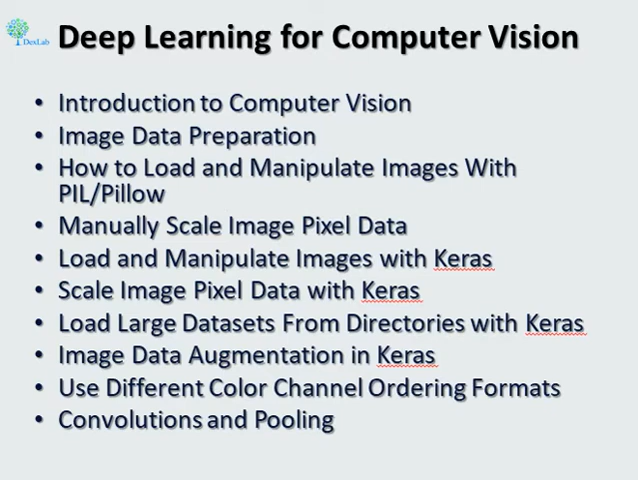 DexLab
Deep Learning for Computer Vision
• Introduction to Computer Vision
• Image Data Preparation
• How to Load and Manipulate Images With
PIL/Pillow
• Manually Scale Image Pixel Data
• Load and Manipulate Images with Keras
• Scale Image Pixel Data with Keras
• Load Large Datasets From Directories with Keras
• Image Data Augmentation in Keras
• Use Different Color Channel Ordering Formats
• Convolutions and Pooling